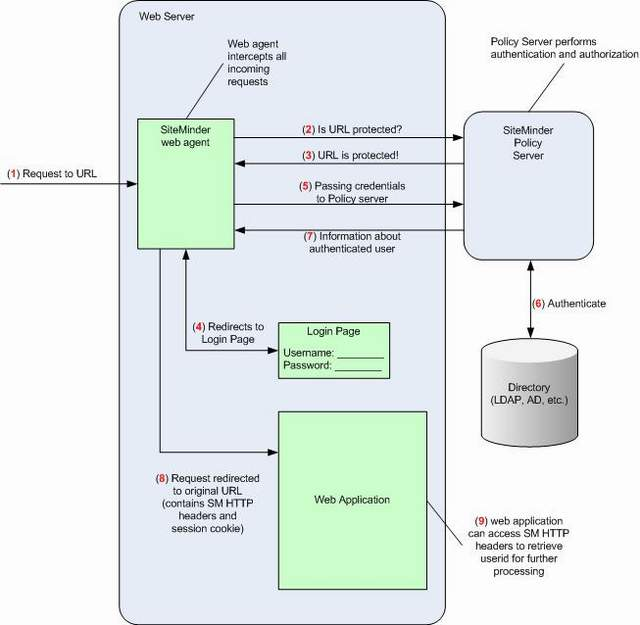 Web Server
Web agent
intercepts all
incoming
requests
Policy Server performs
authentication and authorization
SiteMinder
web agent
(2) Is URL protected?
SiteMinder
Policy
Server
(3) URL is protected!
(1) Request to URL
(5) Passing credentials
to Policy server
(7) Information about
authenticated user
(6) Authenticate
(4) Redirects to
Login Page
Login Page
Username: ________
Password: ________
Directory
(LDAP, AD, etc.)
(8) Request redirected
to original URL
(contains SM HTTP
headers and
session cookie)
Web Application
(9) web application
can access SM HTTP
headers to retrieve
userid for further
processing